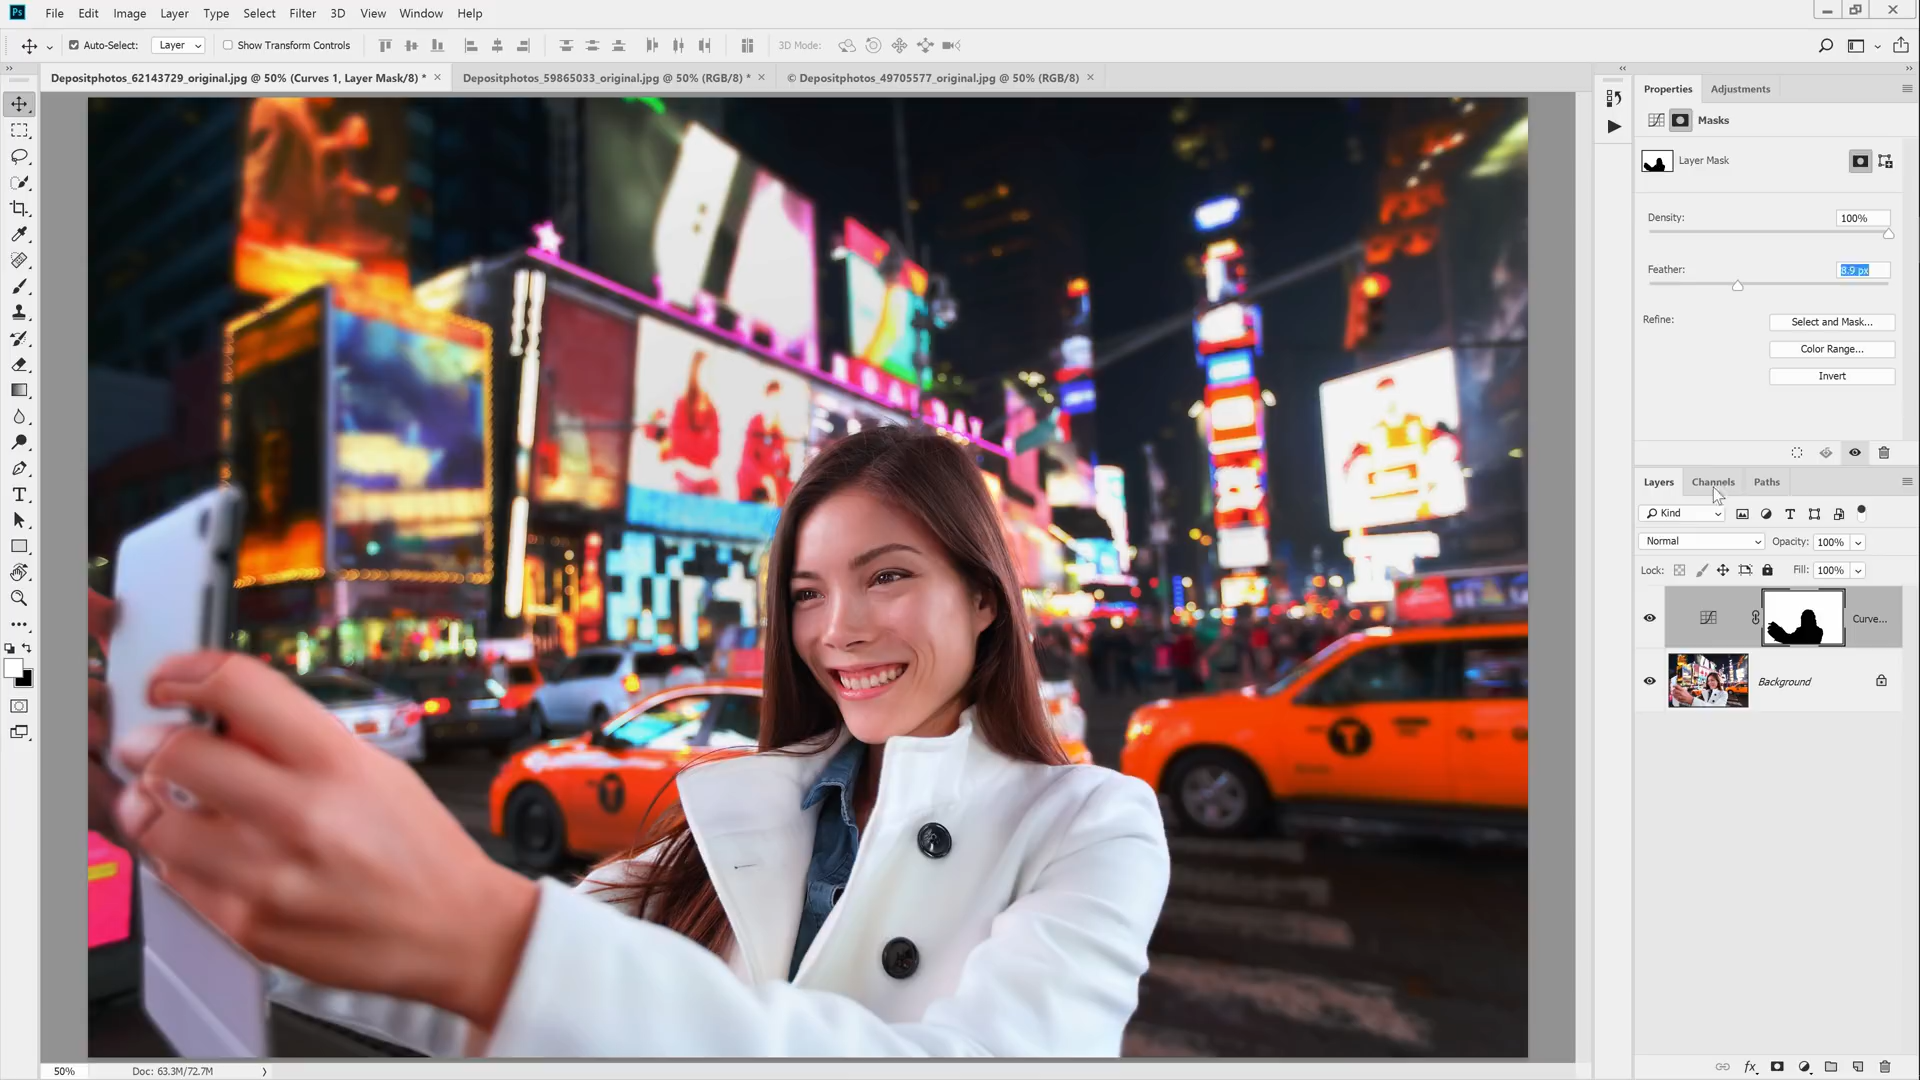 Ps File Edit Image Layer Type Select Filter 3D View Window Help
Auto-Select: Layer Show Transform Controls 3D Mode:
Depositphotos_62143729_original.jpg @ 50% (Curves 1, Layer Mask/8) * Depositphotos_59865033_original.jpg @ 50% (RGB/8) * © Depositphotos_49705577_original.jpg @ 50% (RGB/8)
Properties Adjustments
Masks
Layer Mask
Density: 100%
Feather: 8.9 px
Refine: Select and Mask...
Color Range...
Invert
Layers Channels Paths
Kind
Normal Opacity: 100%
Lock: Fill: 100%
Curve...
Background
T
T
50% Doc: 63.3M/72.7M
fx